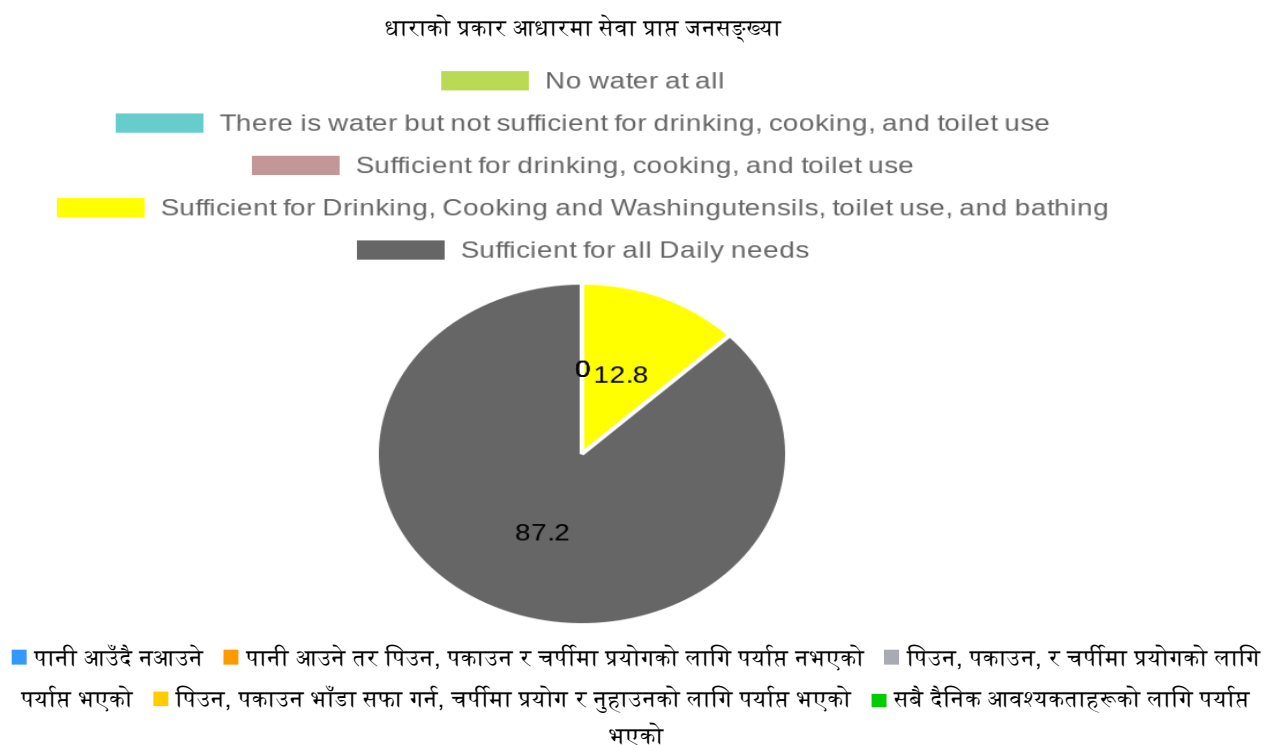 धाराको प्रकार आधारमा सेवा प्राप्त जनसङ्ख्या
No water at all
There is water but not sufficient for drinking, cooking, and toilet use
Sufficient for drinking, cooking, and toilet use
Sufficient for Drinking, Cooking and Washingutensils, toilet use, and bathing
Sufficient for all Daily needs
0 12.8
87.2
पानी आउँदै नआउने पानी आउने तर पिउन, पकाउन र चर्पीमा प्रयोगको लागि पर्याप्त नभएको पिउन, पकाउन, र चर्पीमा प्रयोगको लागि
पर्याप्त भएको पिउन, पकाउन भाँडा सफा गर्न, चर्पीमा प्रयोग र नुहाउनको लागि पर्याप्त भएको सबै दैनिक आवश्यकताहरूको लागि पर्याप्त
भएको